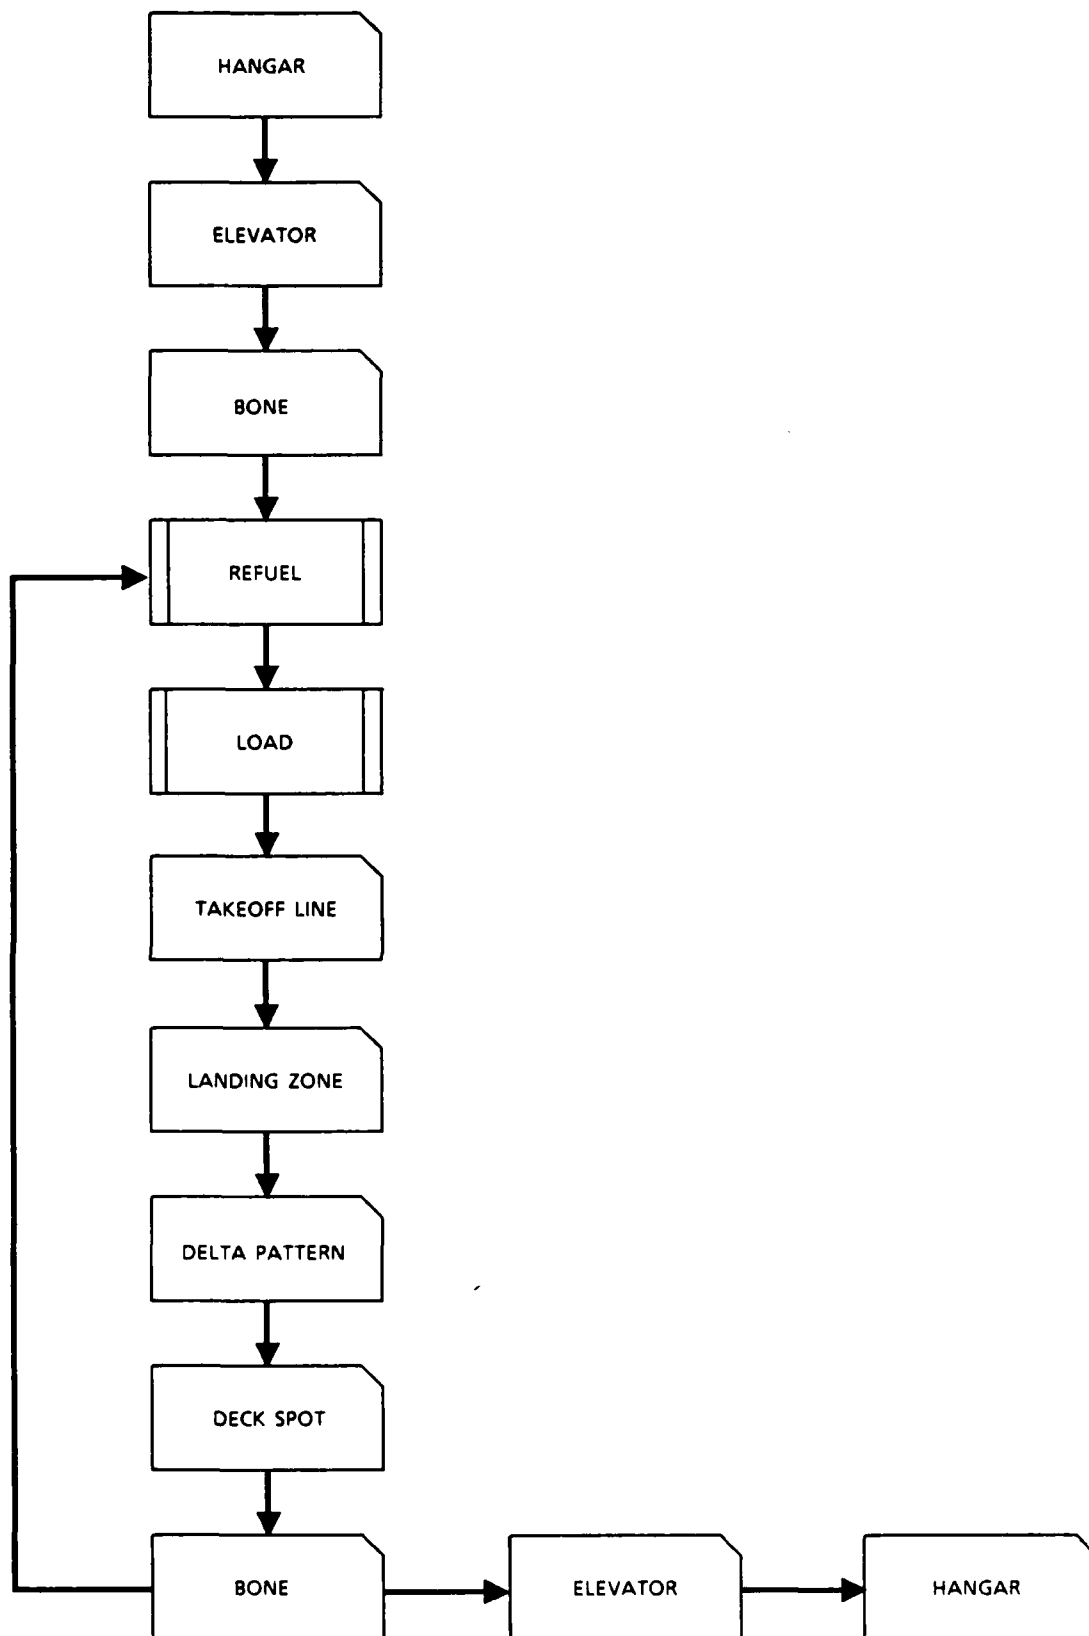 HANGAR
ELEVATOR
BONE
REFUEL
LOAD
TAKEOFF LINE
LANDING ZONE
DELTA PATTERN
DECK SPOT
BONE
ELEVATOR
HANGAR